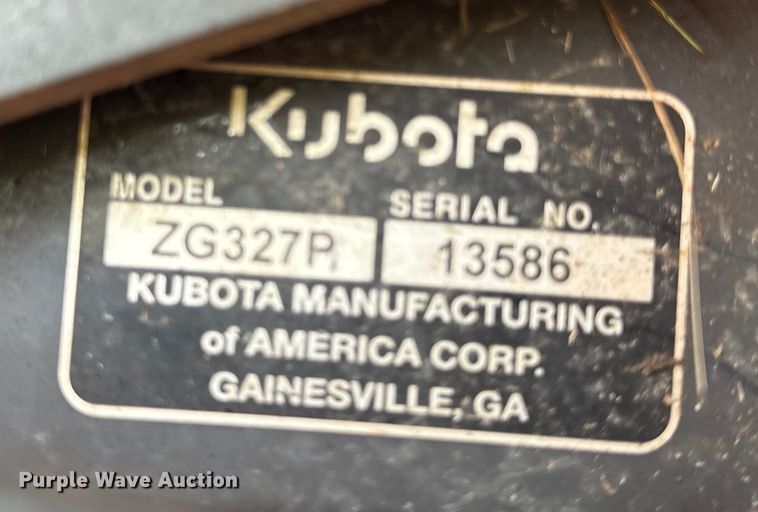 Kubota
MODEL SERIAL NO.
ZG327P 13586
KUBOTA MANUFACTURING
of AMERICA CORP.
GAINESVILLE, GA
Purple Wave Auction